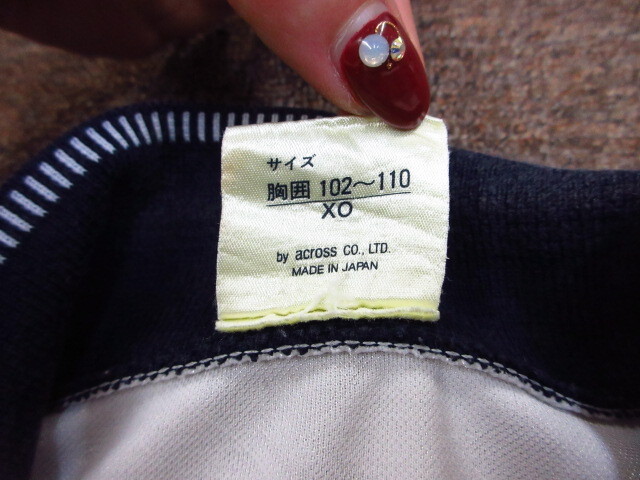 サイズ
胸囲 102～110
XO
by across CO., LTD.
MADE IN JAPAN